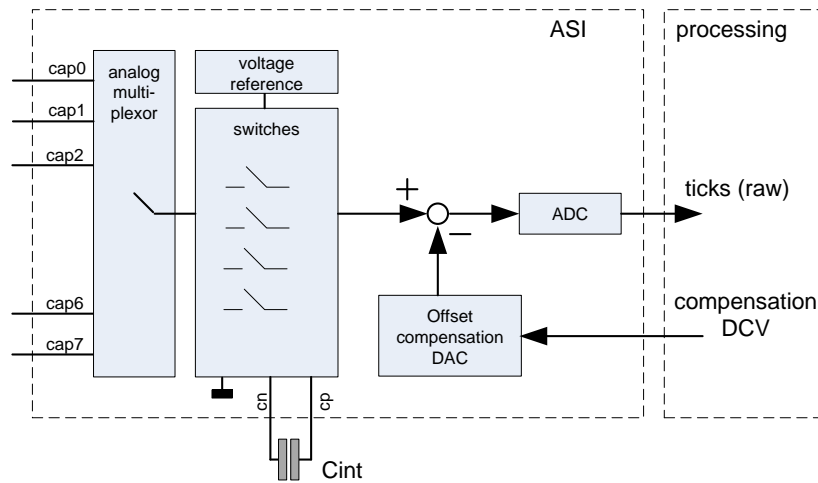 ASI
processing
cap0
cap1
cap2
cap6
cap7
analog
multi-
plexor
voltage
reference
switches
+
−
ADC
ticks (raw)
Offset
compensation
DAC
compensation
DCV
cn
cp
Cint